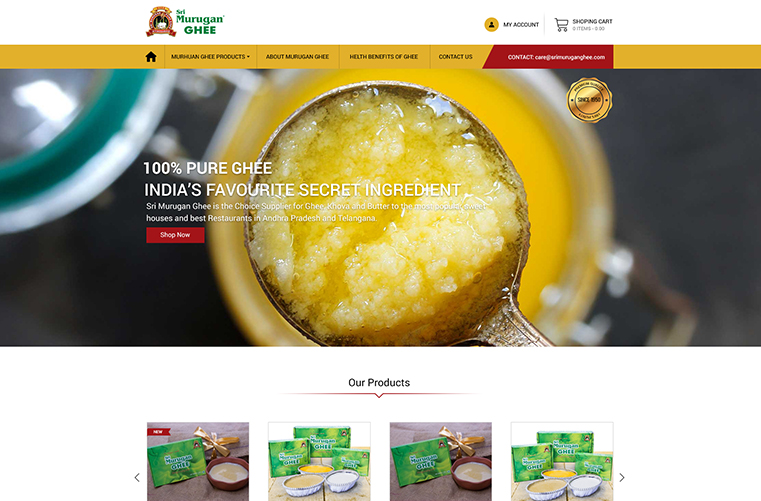 Sri
Murugan
GHEE
MY ACCOUNT
SHOPING CART
0 ITEMS - 0.00
MURHUAN GHEE PRODUCTS
ABOUT MURUGAN GHEE
HELTH BENEFITS OF GHEE
CONTACT US
CONTACT: care@srimuruganghee.com
SINCE 1950
100% PURE GHEE
INDIA'S FAVOURITE SECRET INGREDIENT
Sri Murugan Ghee is the Choice Supplier for Ghee, Khova and Butter to the most popular sweet
houses and best Restaurants in Andhra Pradesh and Telangana.
Shop Now
Our Products
NEW
Murugan
GHEE
Sri Murugan
GHEE
Murugan
GHEE
Sri Murugan
GHEE